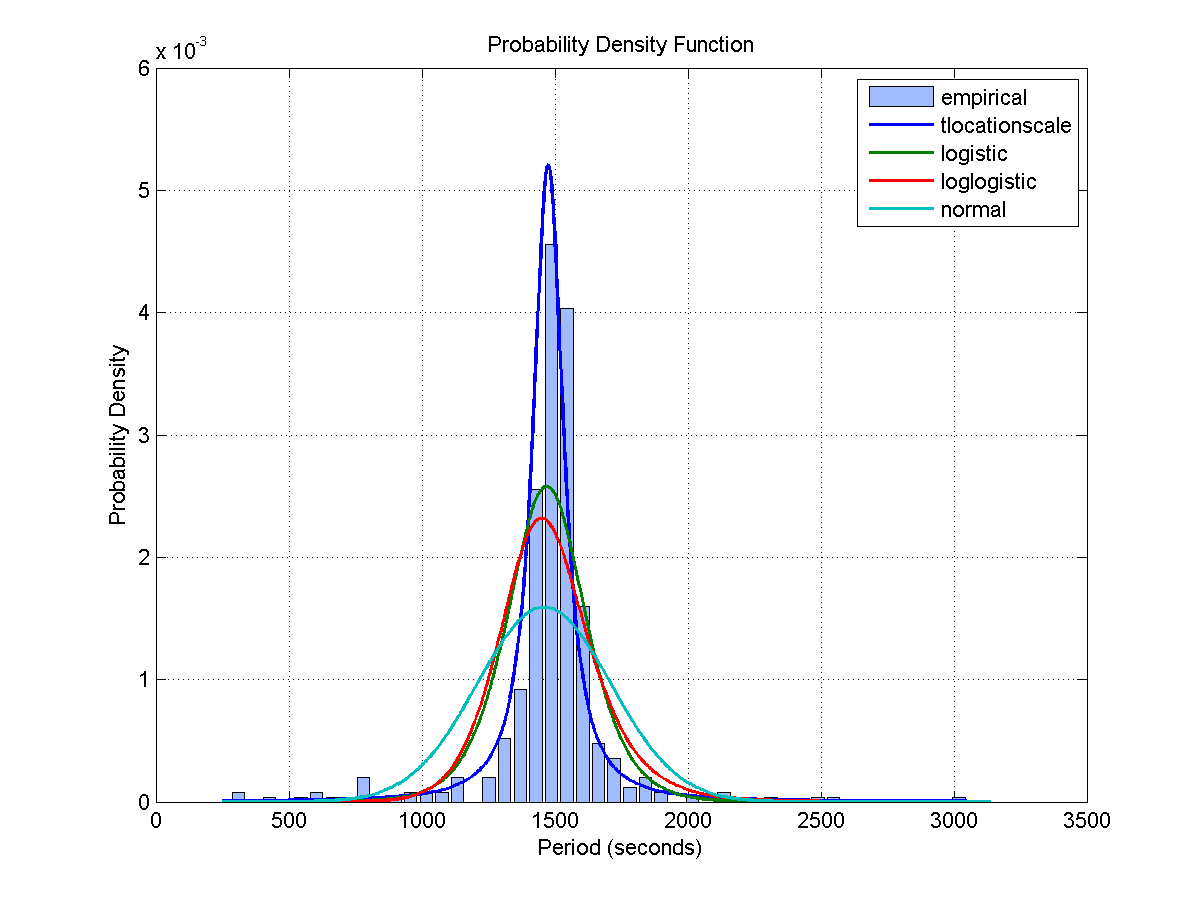 Probability Density Function
x 10-3
6
5
4
3
2
1
0
0 500 1000 1500 2000 2500 3000 3500
Period (seconds)
Probability Density
empirical
tlocationscale
logistic
loglogistic
normal